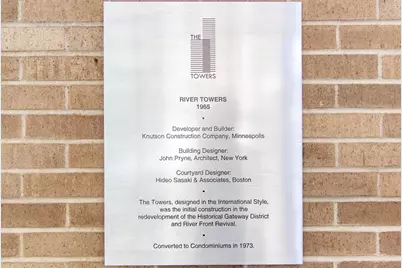 THE
TOWERS
RIVER TOWERS
1965
•
Developer and Builder:
Knutson Construction Company, Minneapolis
Building Designer:
John Pryne, Architect, New York
Courtyard Designer:
Hideo Sasaki & Associates, Boston
•
The Towers, designed in the International Style,
was the initial construction in the
redevelopment of the Historical Gateway District
and River Front Revival.
•
Converted to Condominiums in 1973.